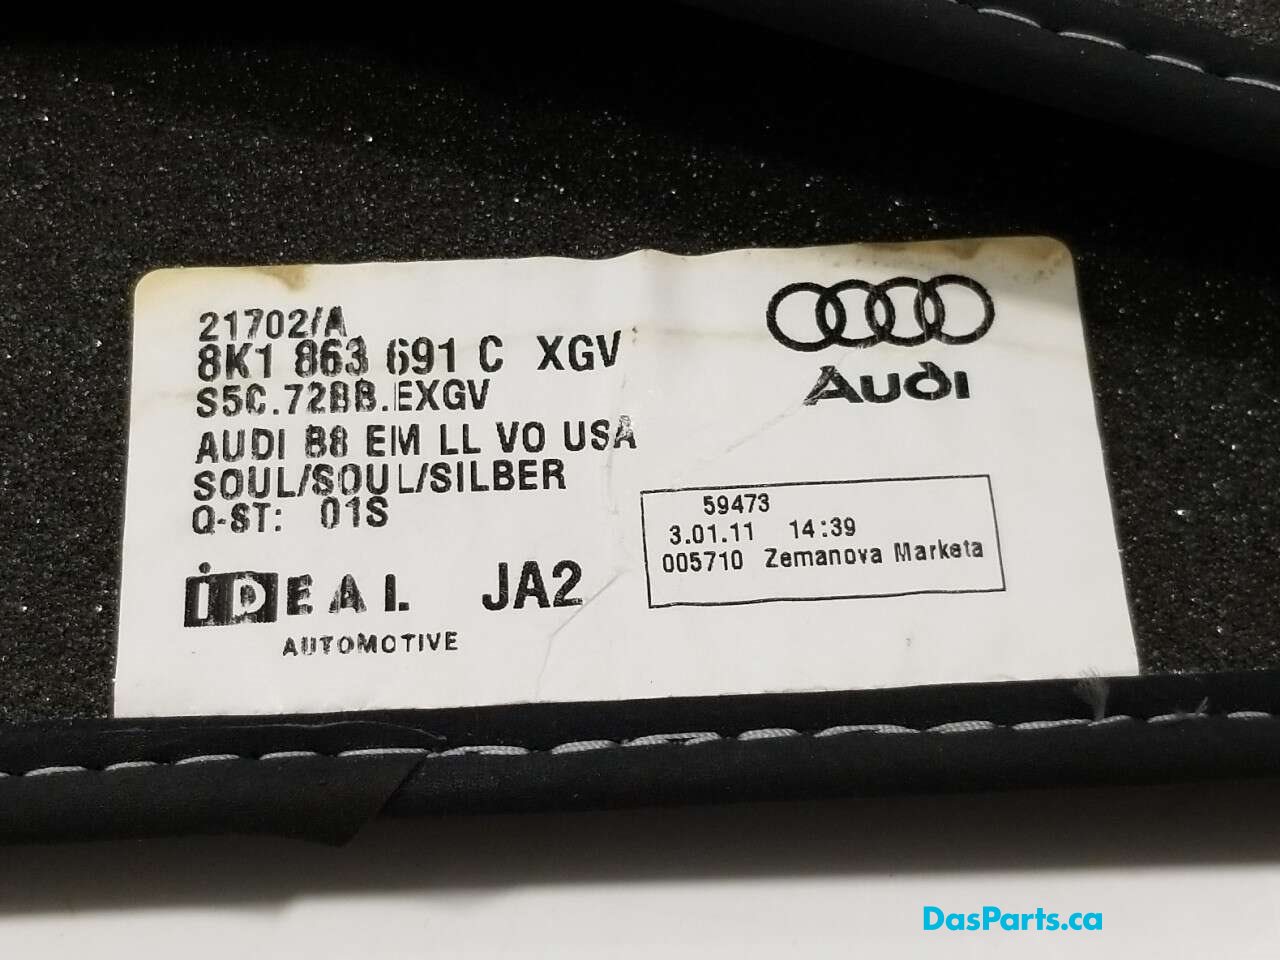 21702/A
8K1 863 691 C XGV
S5C.72BB.EXGV
AUDI B8 EM LL VO USA
SOUL/SOUL/SILBER
Q-ST: 01S
IDEAL JA2
AUTOMOTIVE
Audi
59473
3.01.11 14:39
005710 Zemanova Marketa
DasParts.ca